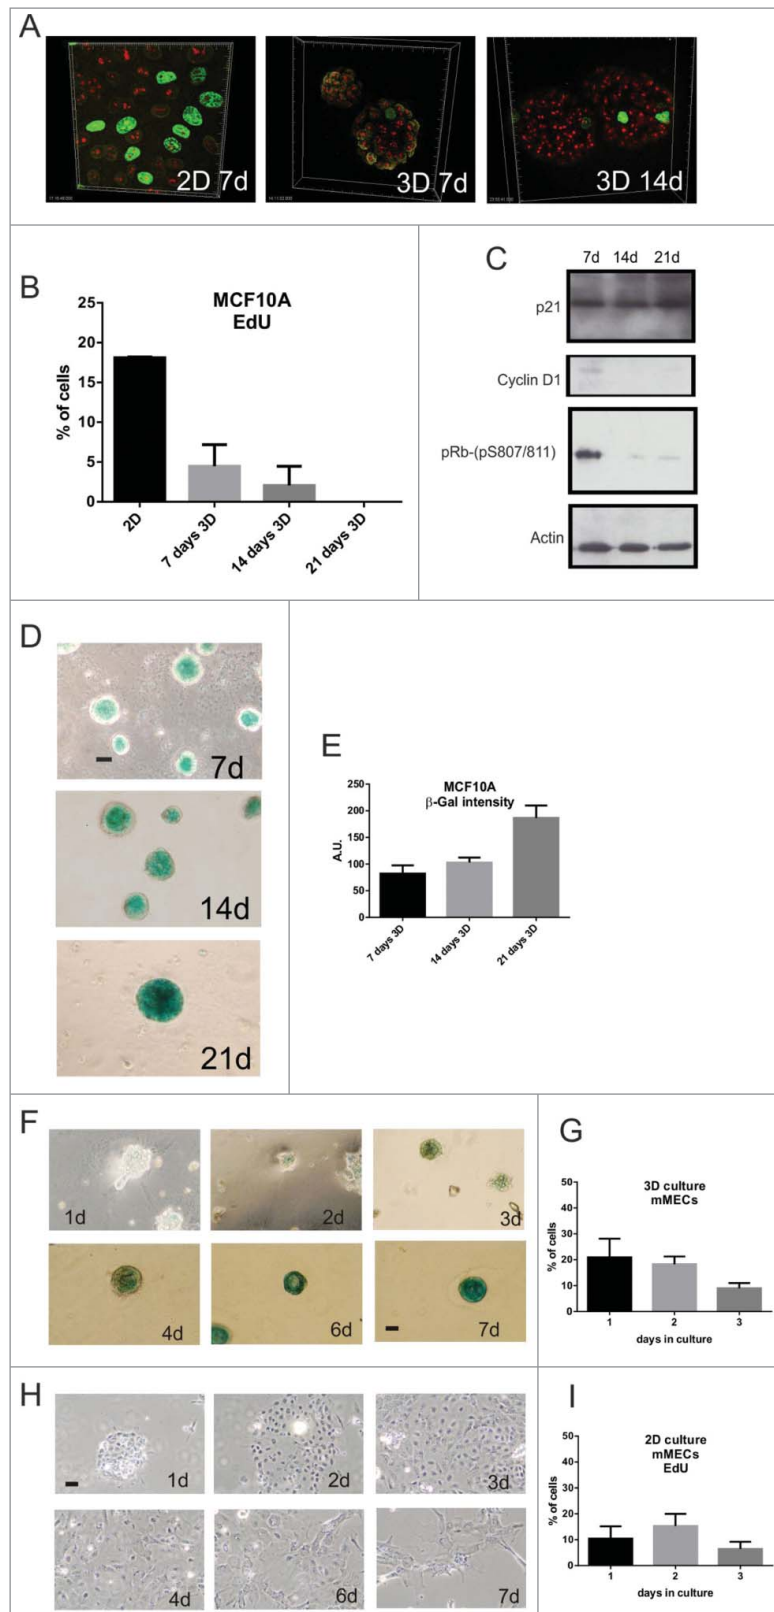 A
2D 7d
3D 7d
3D 14d
B
MCF10A
EdU
% of cells
25
20
15
10
5
0
2D
7 days 3D
14 days 3D
21 days 3D
C
7d 14d 21d
p21
Cyclin D1
pRb-(pS807/811)
Actin
D
7d
14d
21d
E
MCF10A
β-Gal intensity
A.U.
250
200
150
100
50
0
7 days 3D
14 days 3D
21 days 3D
F
1d
2d
3d
4d
6d
7d
G
3D culture
mMECs
% of cells
50
40
30
20
10
0
1 2 3
days in culture
H
1d
2d
3d
4d
6d
7d
I
2D culture
mMECs
EdU
% of cells
50
40
30
20
10
0
1 2 3
days in culture